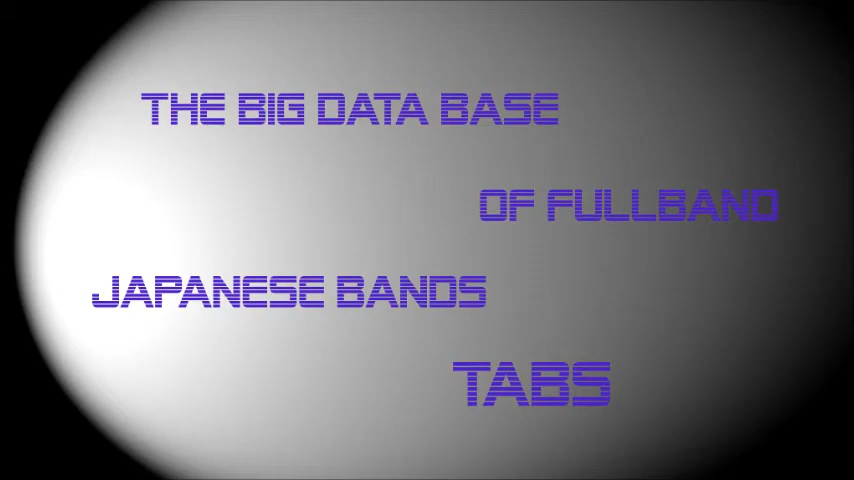 THE BIG DATA BASE
OF FULLBAND
JAPANESE BANDS
TABS